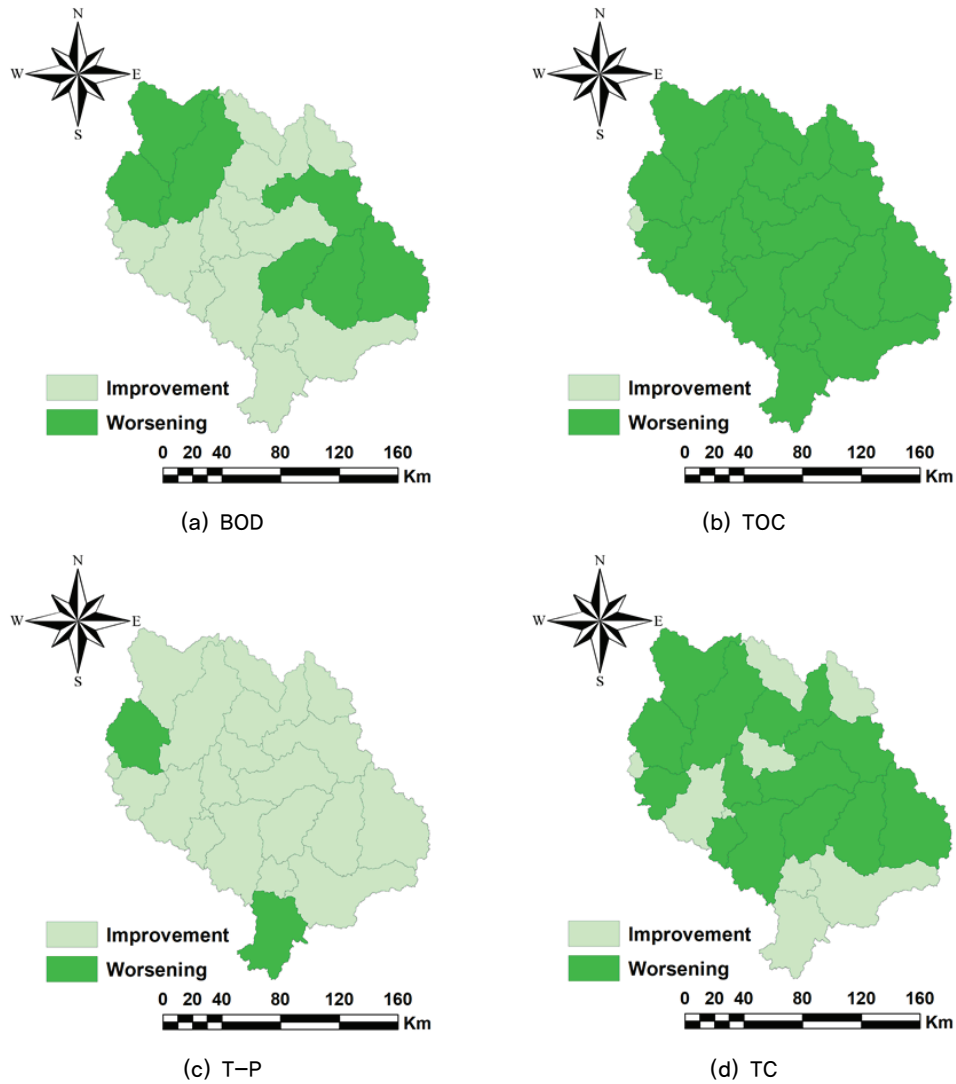 N
N
W
E
W
E
S
S
Improvement
Improvement
Worsening
Worsening
0 20 40 80 120 160
0 20 40 80 120 160
Km
Km
(a) BOD
(b) TOC
N
N
W
E
W
E
S
S
Improvement
Improvement
Worsening
Worsening
0 20 40 80 120 160
0 20 40 80 120 160
Km
Km
(c) T-P
(d) TC